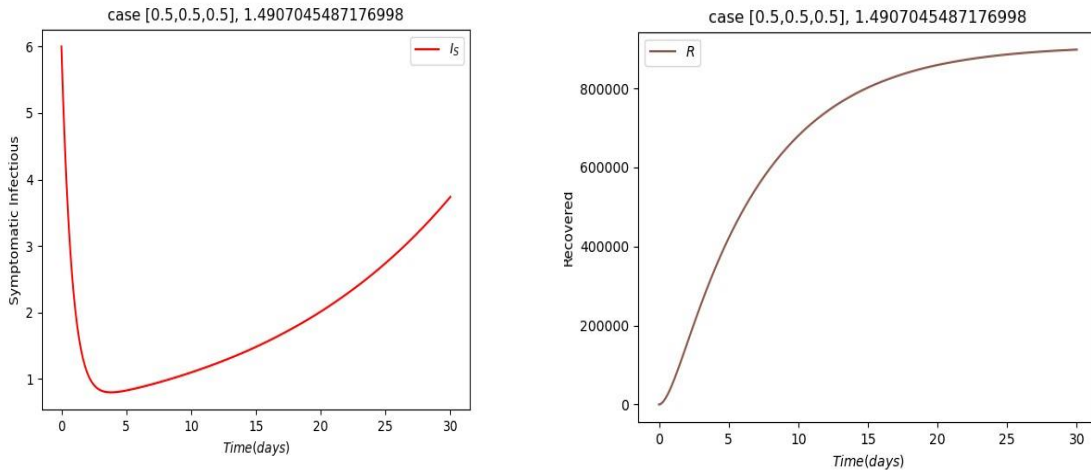 case [0.5,0.5,0.5], 1.4907045487176998
I_S
6
5
4
3
2
1
Symptomatic Infectious
0 5 10 15 20 25 30
Time(days)
case [0.5,0.5,0.5], 1.4907045487176998
R
800000
600000
400000
200000
0
Recovered
0 5 10 15 20 25 30
Time(days)